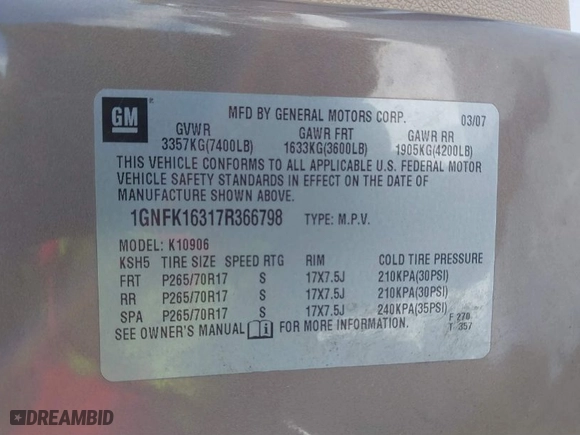 GM
MFD BY GENERAL MOTORS CORP. 03/07
GVWR GAWR FRT GAWR RR
3357KG(7400LB) 1633KG(3600LB) 1905KG(4200LB)
THIS VEHICLE CONFORMS TO ALL APPLICABLE U.S. FEDERAL MOTOR
VEHICLE SAFETY STANDARDS IN EFFECT ON THE DATE OF
MANUFACTURE SHOWN ABOVE.
1GNFK16317R366798 TYPE: M.P.V.
MODEL: K10906
KSH5 TIRE SIZE SPEED RTG RIM COLD TIRE PRESSURE
FRT P265/70R17 S 17X7.5J 210KPA(30PSI)
RR P265/70R17 S 17X7.5J 210KPA(30PSI)
SPA P265/70R17 S 17X7.5J 240KPA(35PSI)
SEE OWNER'S MANUAL FOR MORE INFORMATION.
F 270
T 357
DREAMBID